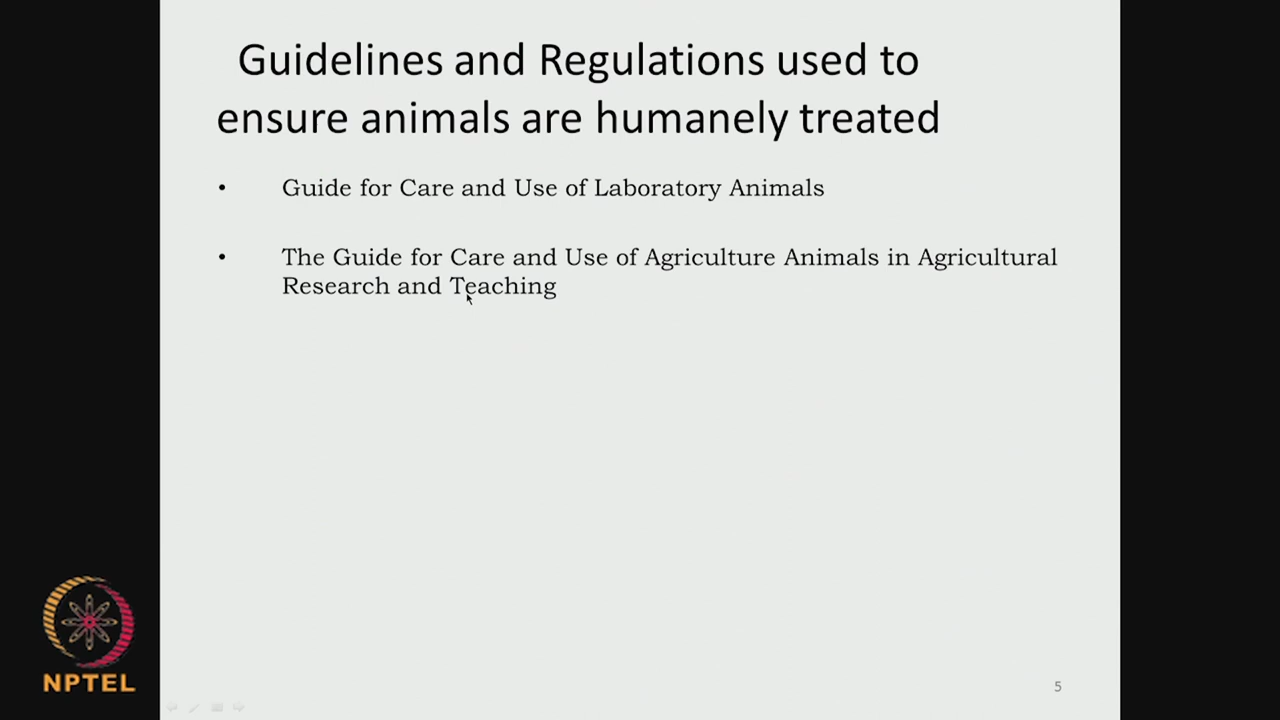 Guidelines and Regulations used to
ensure animals are humanely treated
• Guide for Care and Use of Laboratory Animals
• The Guide for Care and Use of Agriculture Animals in Agricultural
Research and Teaching
NPTEL
5